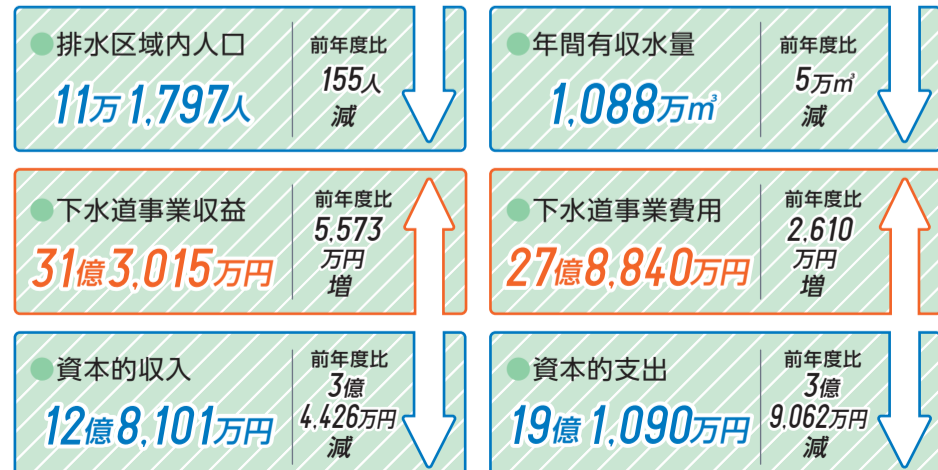 ●排水区域内人口
11万1,797人
前年度比
155人
減
●年間有収水量
1,088万㎥
前年度比
5万㎥
減
●下水道事業収益
31億3,015万円
前年度比
5,573
万円
増
●下水道事業費用
27億8,840万円
前年度比
2,610
万円
増
●資本的収入
12億8,101万円
前年度比
3億
4,426万円
減
●資本的支出
19億1,090万円
前年度比
3億
9,062万円
減